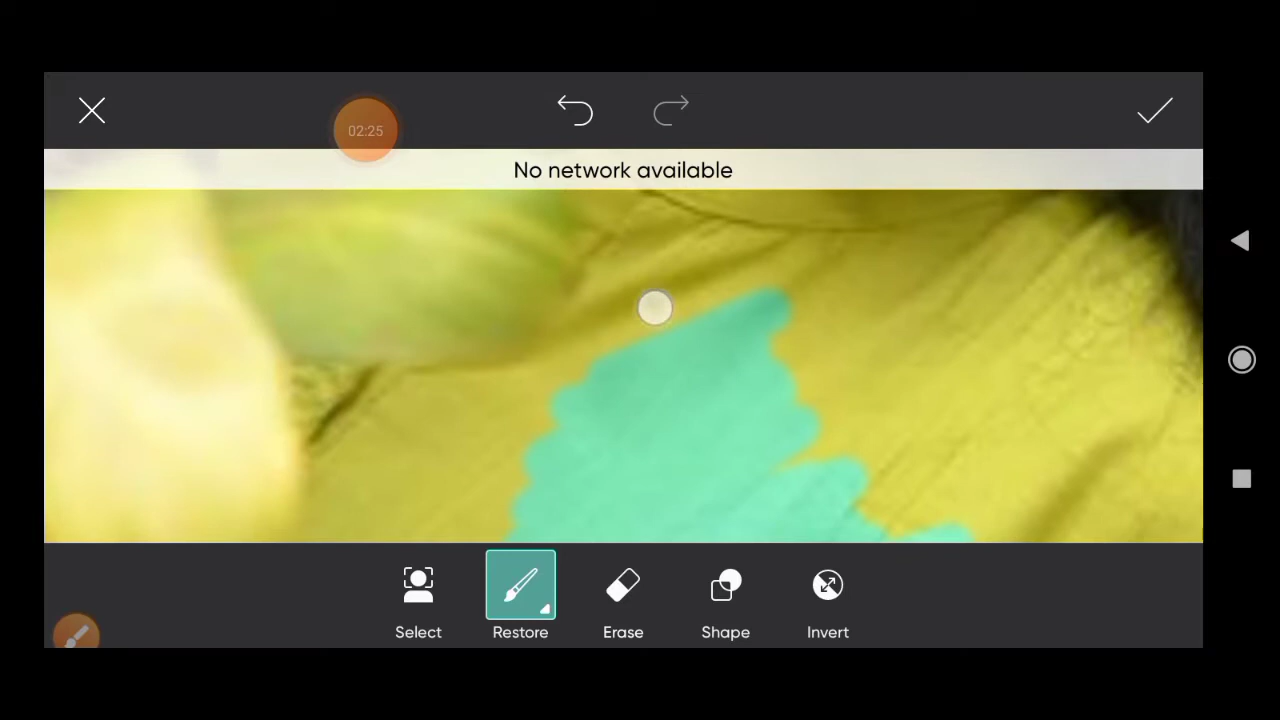 02:25
No network available
Select
Restore
Erase
Shape
Invert